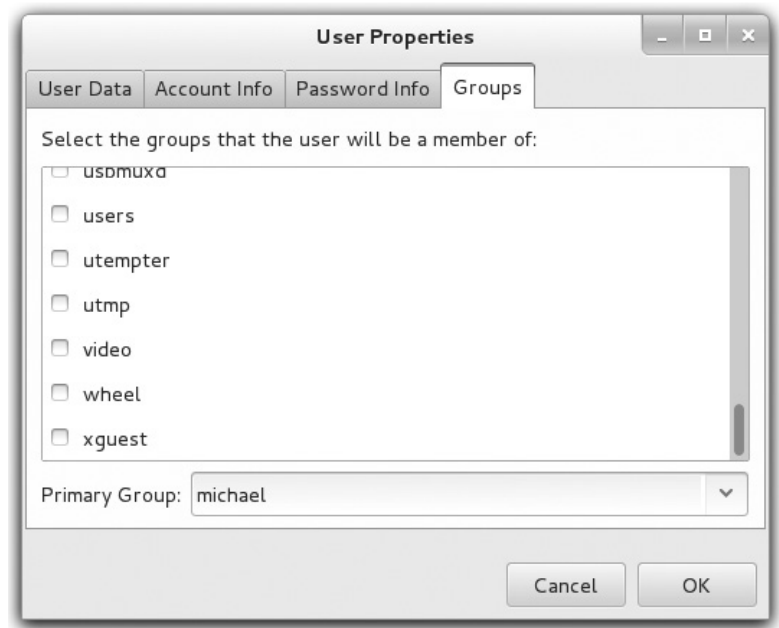 User Properties
User Data Account Info Password Info Groups
Select the groups that the user will be a member of:
usbmuxd
users
utempter
utmp
video
wheel
xguest
Primary Group: michael
Cancel OK